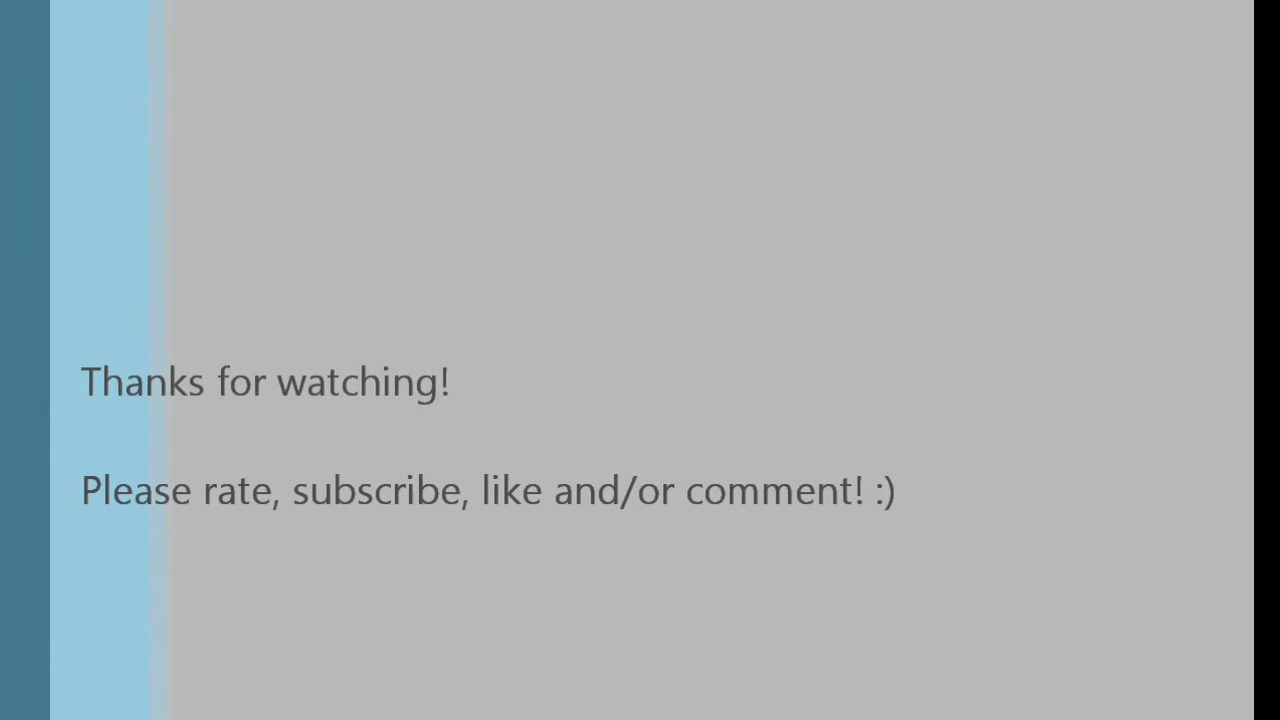 Thanks for watching!
Please rate, subscribe, like and/or comment! :)